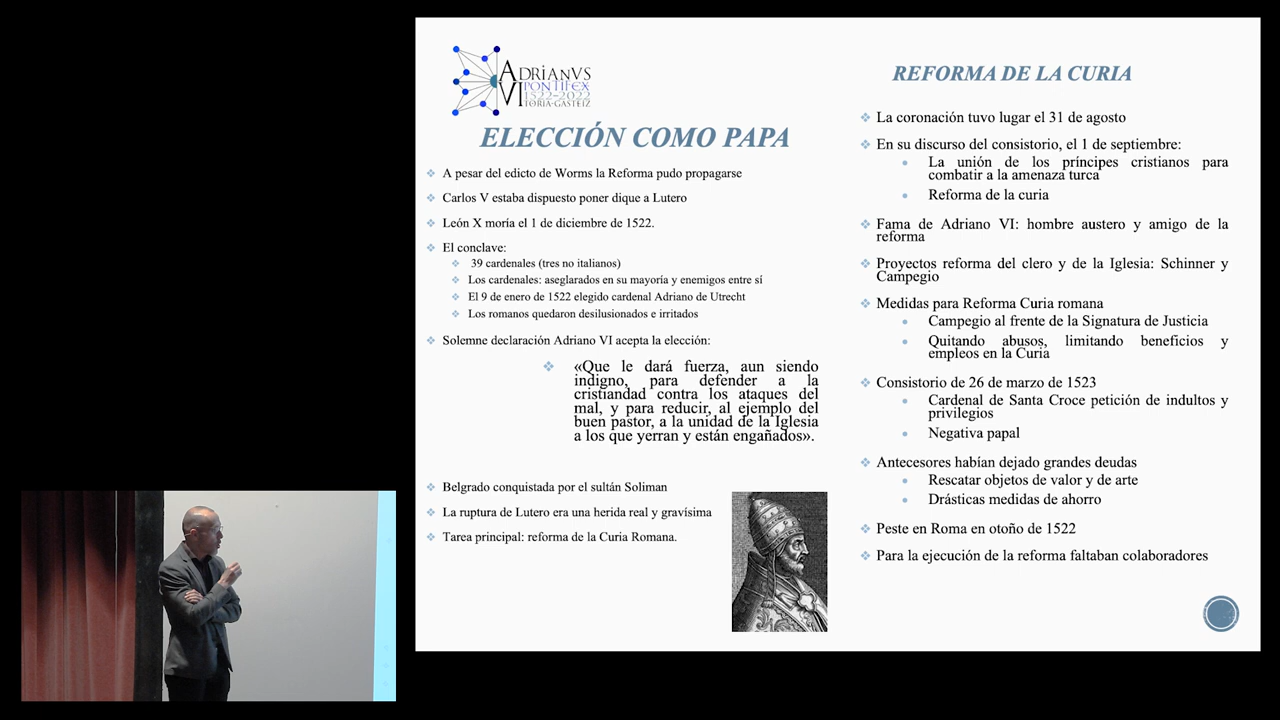 ADRIANVS
PONTIFEX
VI 1522-2022
VITORIA-GASTEIZ
ELECCIÓN COMO PAPA
A pesar del edicto de Worms la Reforma pudo propagarse
Carlos V estaba dispuesto poner dique a Lutero
León X moría el 1 de diciembre de 1522.
El conclave:
39 cardenales (tres no italianos)
Los cardenales: aseglarados en su mayoría y enemigos entre sí
El 9 de enero de 1522 elegido cardenal Adriano de Utrecht
Los romanos quedaron desilusionados e irritados
Solemne declaración Adriano VI acepta la elección:
«Que le dará fuerza, aun siendo
indigno, para defender a la
cristiandad contra los ataques del
mal, y para reducir, al ejemplo del
buen pastor, a la unidad de la Iglesia
a los que yerran y están engañados».
Belgrado conquistada por el sultán Soliman
La ruptura de Lutero era una herida real y gravísima
Tarea principal: reforma de la Curia Romana.
REFORMA DE LA CURIA
La coronación tuvo lugar el 31 de agosto
En su discurso del consistorio, el 1 de septiembre:
La unión de los príncipes cristianos para
combatir a la amenaza turca
Reforma de la curia
Fama de Adriano VI: hombre austero y amigo de la
reforma
Proyectos reforma del clero y de la Iglesia: Schinner y
Campegio
Medidas para Reforma Curia romana
Campegio al frente de la Signatura de Justicia
Quitando abusos, limitando beneficios y
empleos en la Curia
Consistorio de 26 de marzo de 1523
Cardenal de Santa Croce petición de indultos y
privilegios
Negativa papal
Antecesores habían dejado grandes deudas
Rescatar objetos de valor y de arte
Drásticas medidas de ahorro
Peste en Roma en otoño de 1522
Para la ejecución de la reforma faltaban colaboradores